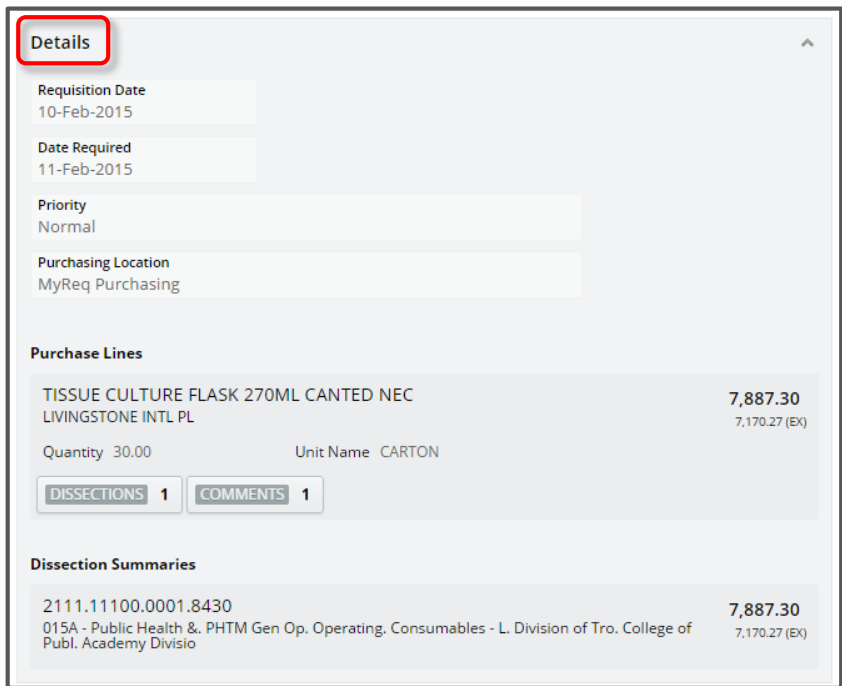 Details
Requisition Date
10-Feb-2015
Date Required
11-Feb-2015
Priority
Normal
Purchasing Location
MyReq Purchasing
Purchase Lines
TISSUE CULTURE FLASK 270ML CANTED NEC
7,887.30
LIVINGSTONE INTL PL
7,170.27 (EX)
Quantity 30.00 Unit Name CARTON
DISSECTIONS 1 COMMENTS 1
Dissection Summaries
2111.11100.0001.8430
7,887.30
015A - Public Health &. PHTM Gen Op. Operating. Consumables - L. Division of Tro. College of
7,170.27 (EX)
Publ. Academy Divisio